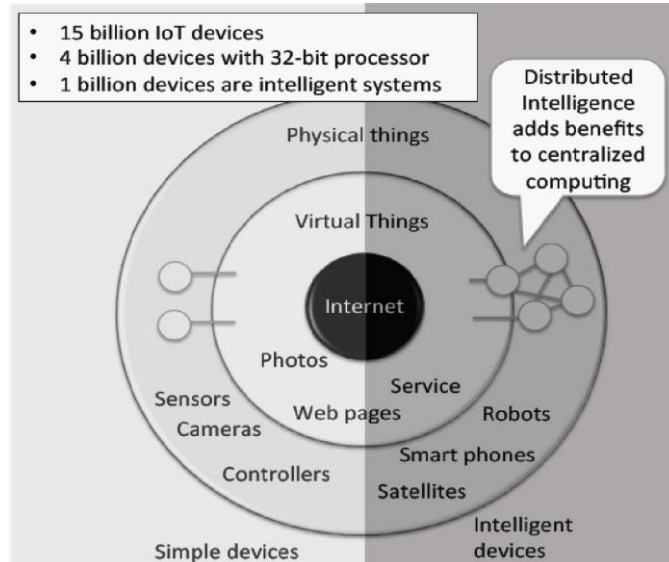 • 15 billion IoT devices
• 4 billion devices with 32-bit processor
• 1 billion devices are intelligent systems
Distributed
Intelligence
adds benefits
to centralized
computing
Physical things
Virtual Things
Internet
Photos
Service
Sensors
Web pages
Robots
Cameras
Smart phones
Controllers
Satellites
Intelligent
devices
Simple devices